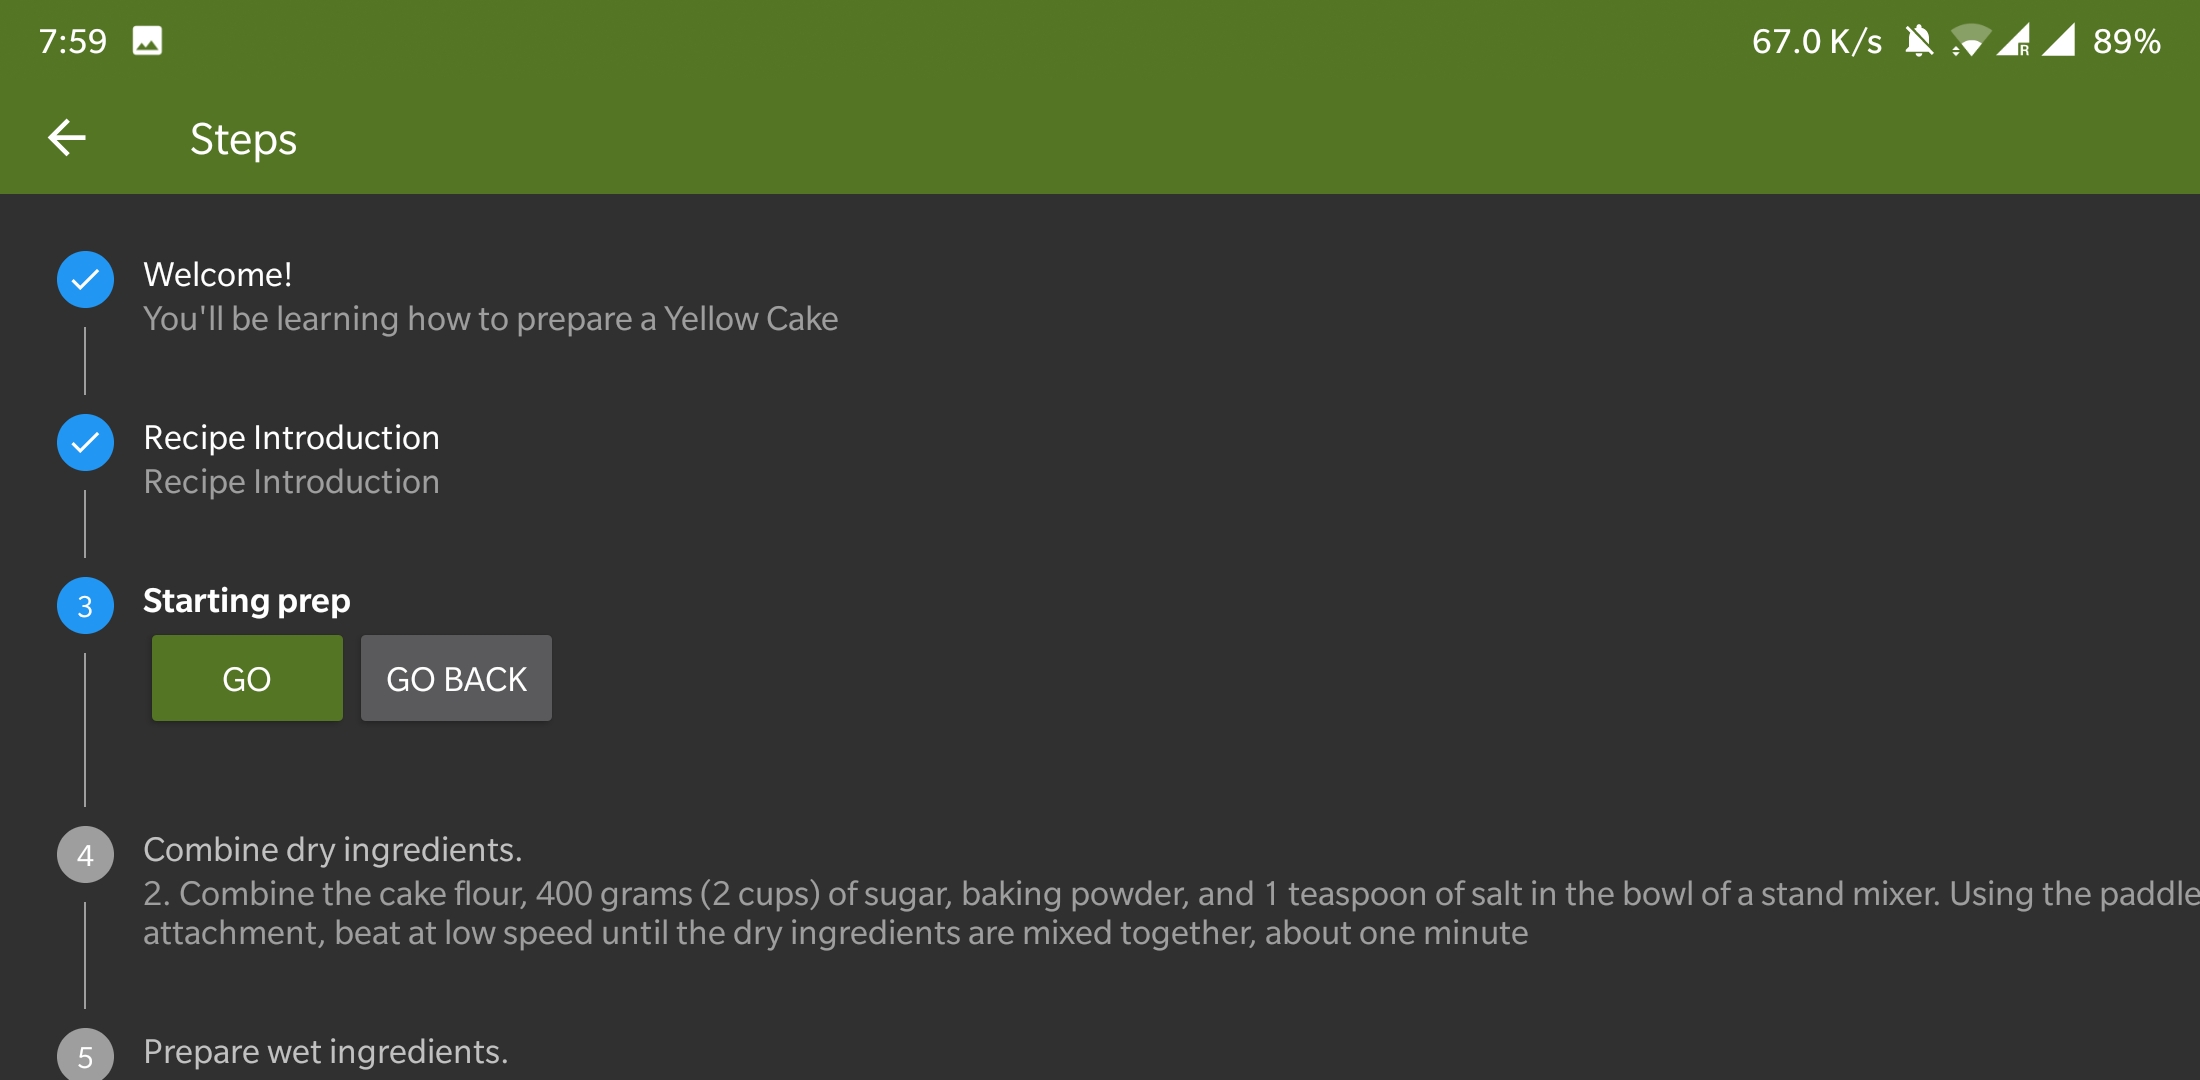 7:59 67.0 K/s R 89%
Steps
Welcome!
You'll be learning how to prepare a Yellow Cake
Recipe Introduction
Recipe Introduction
3 Starting prep
GO GO BACK
4 Combine dry ingredients.
2. Combine the cake flour, 400 grams (2 cups) of sugar, baking powder, and 1 teaspoon of salt in the bowl of a stand mixer. Using the paddle
attachment, beat at low speed until the dry ingredients are mixed together, about one minute
5 Prepare wet ingredients.